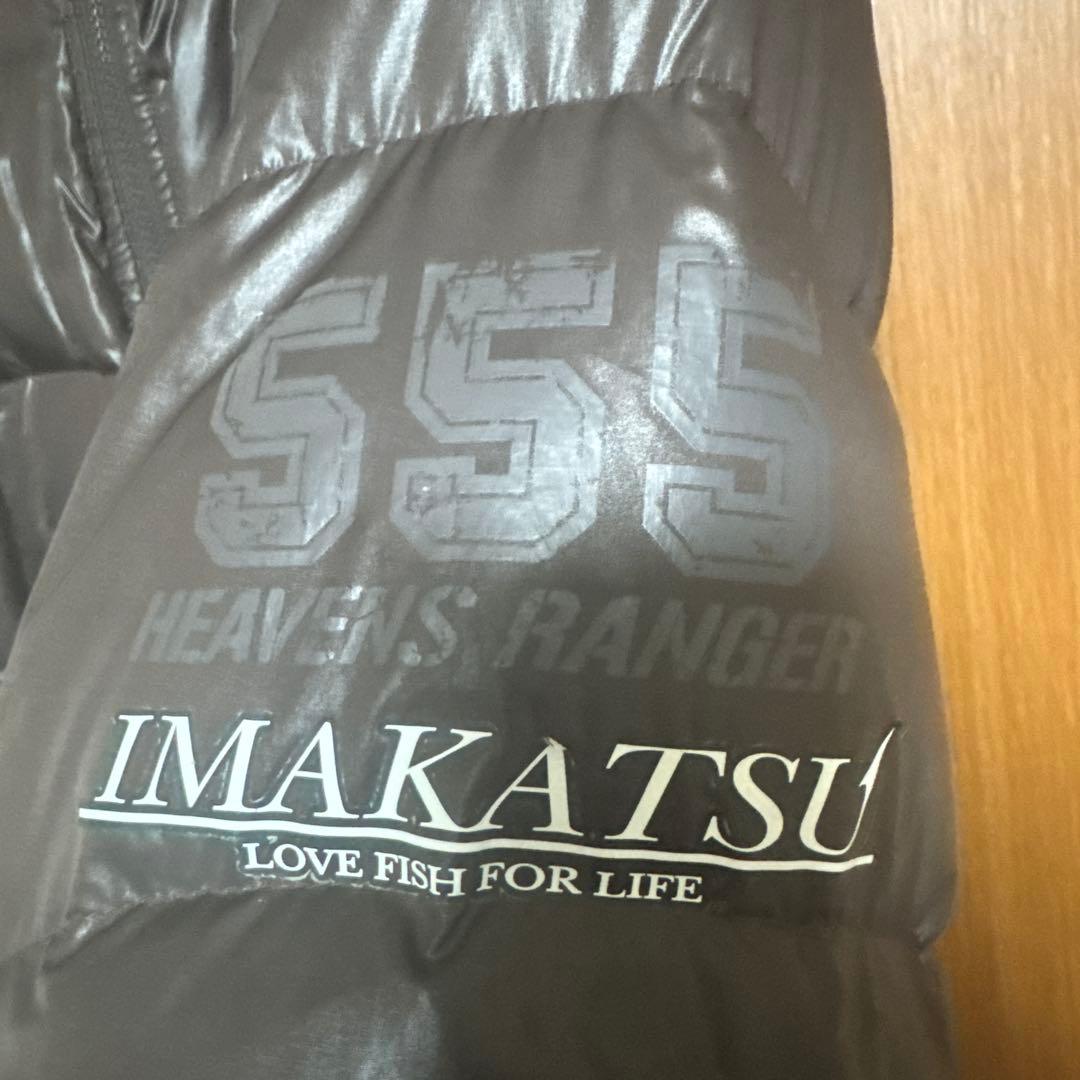 555
HEAVENS RANGER
IMAKATSU
LOVE FISH FOR LIFE